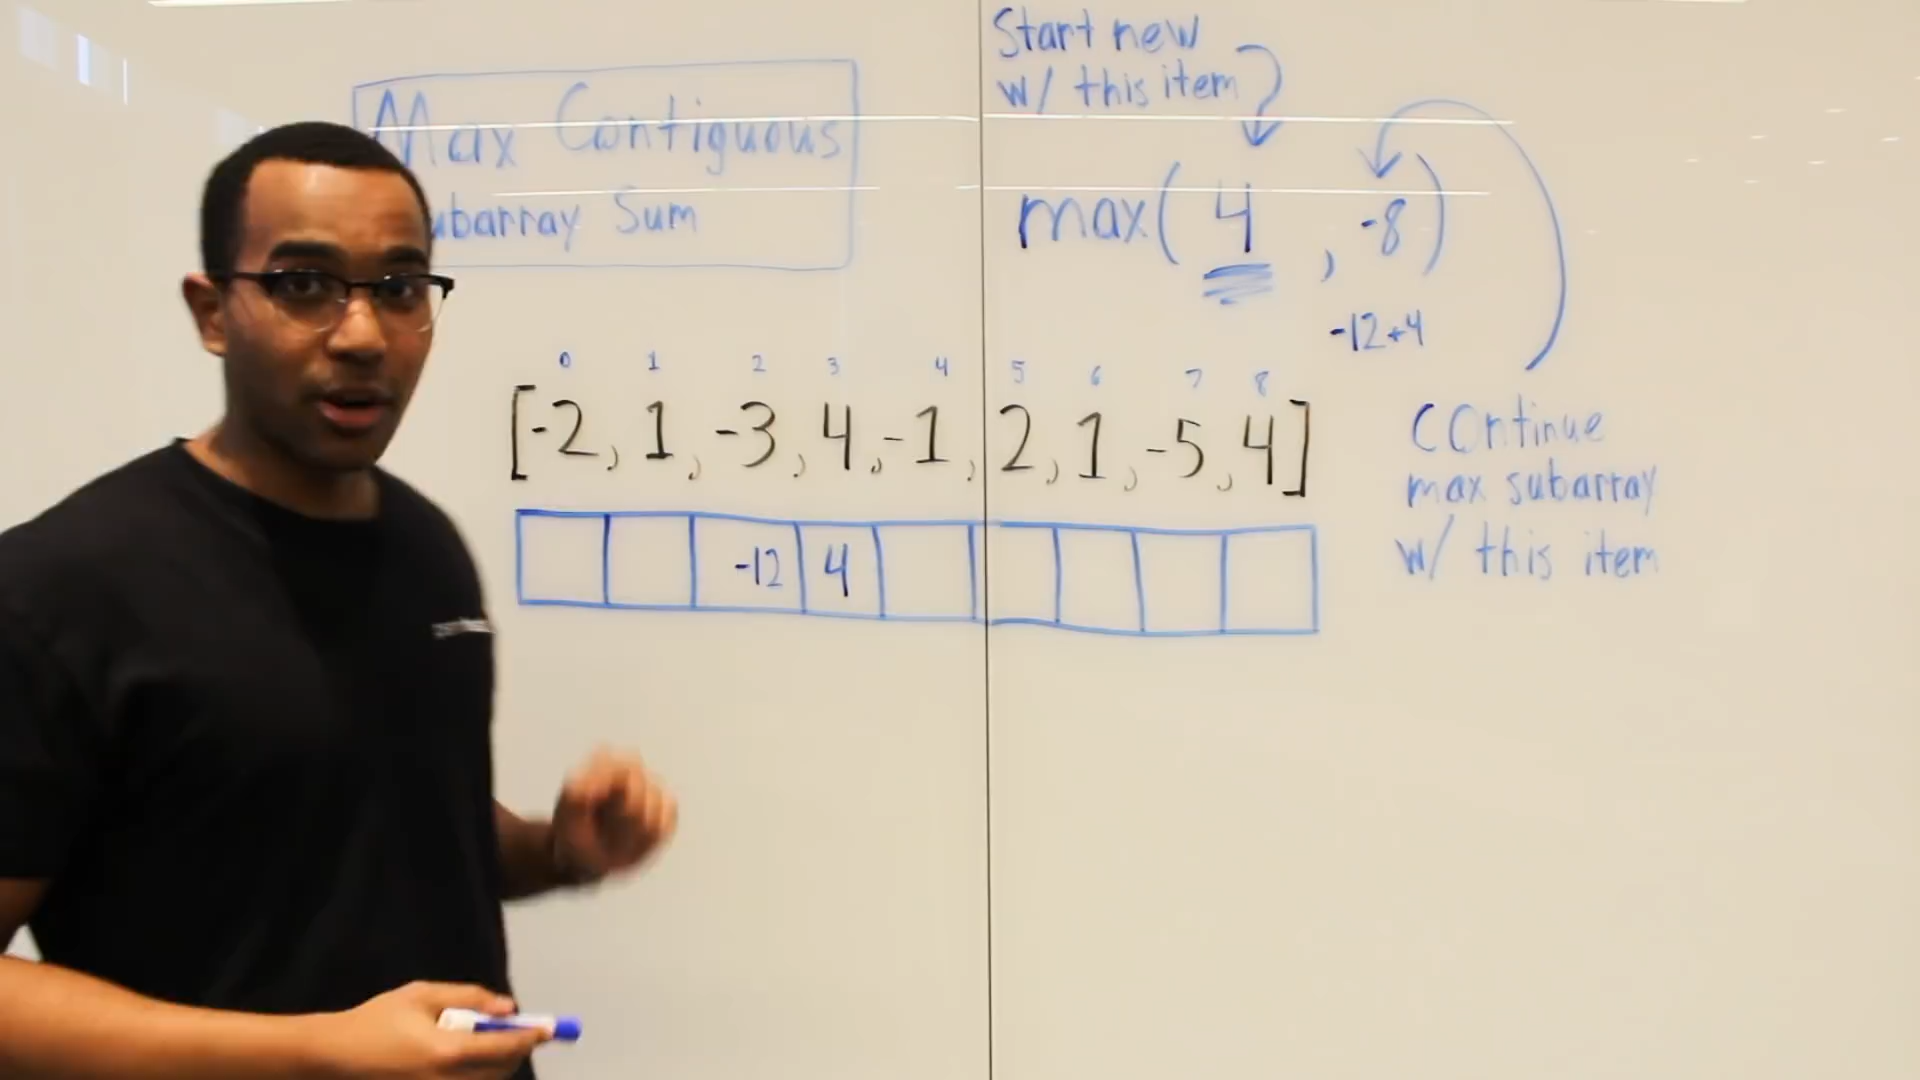 Start new
w/ this item
Max Contiguous
ubarray Sum
max( 4 , -8 )
-12+4
0 1 2 3 4 5 6 7 8
[-2, 1, -3, 4, -1, 2, 1, -5, 4]
-12 4
continue
max subarray
w/ this item